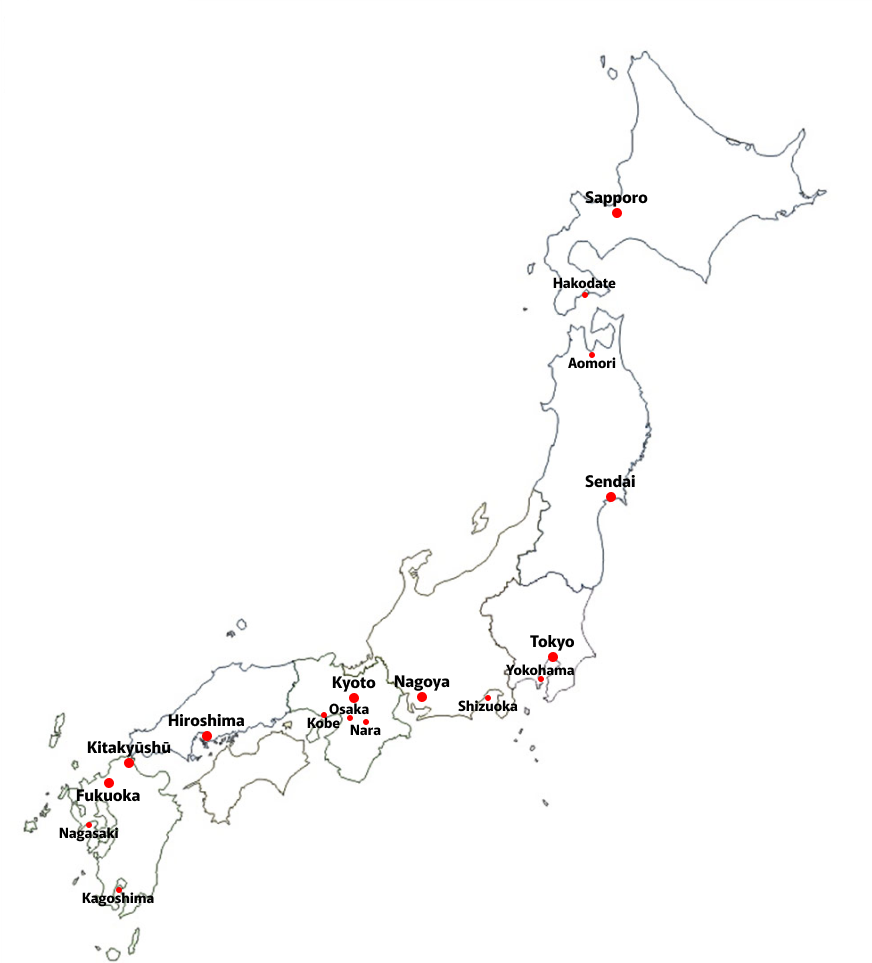 Sapporo
Hakodate
Aomori
Sendai
Tokyo
Yokohama
Kyoto
Nagoya
Shizuoka
Osaka
Kobe
Nara
Hiroshima
Kitakyūshū
Fukuoka
Nagasaki
Kagoshima